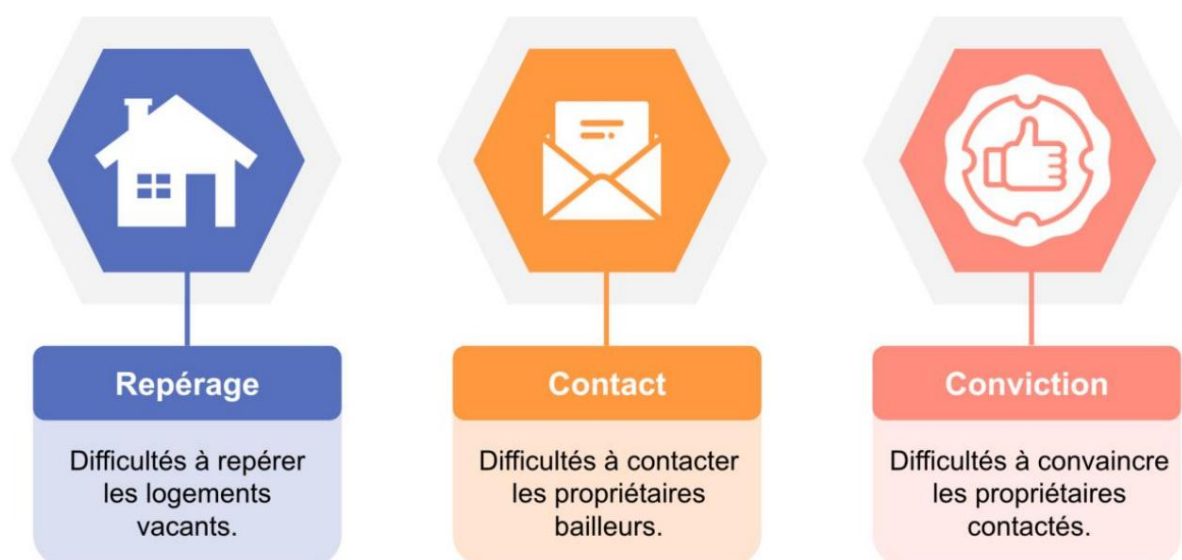 Repérage
Difficultés à repérer
les logements
vacants.
Contact
Difficultés à contacter
les propriétaires
bailleurs.
Conviction
Difficultés à convaincre
les propriétaires
contactés.